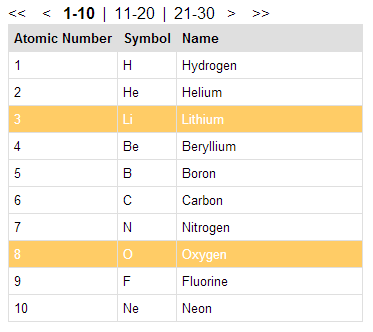 << < 1-10 | 11-20 | 21-30 > >>
Atomic Number Symbol Name
1 H Hydrogen
2 He Helium
3 Li Lithium
4 Be Beryllium
5 B Boron
6 C Carbon
7 N Nitrogen
8 O Oxygen
9 F Fluorine
10 Ne Neon